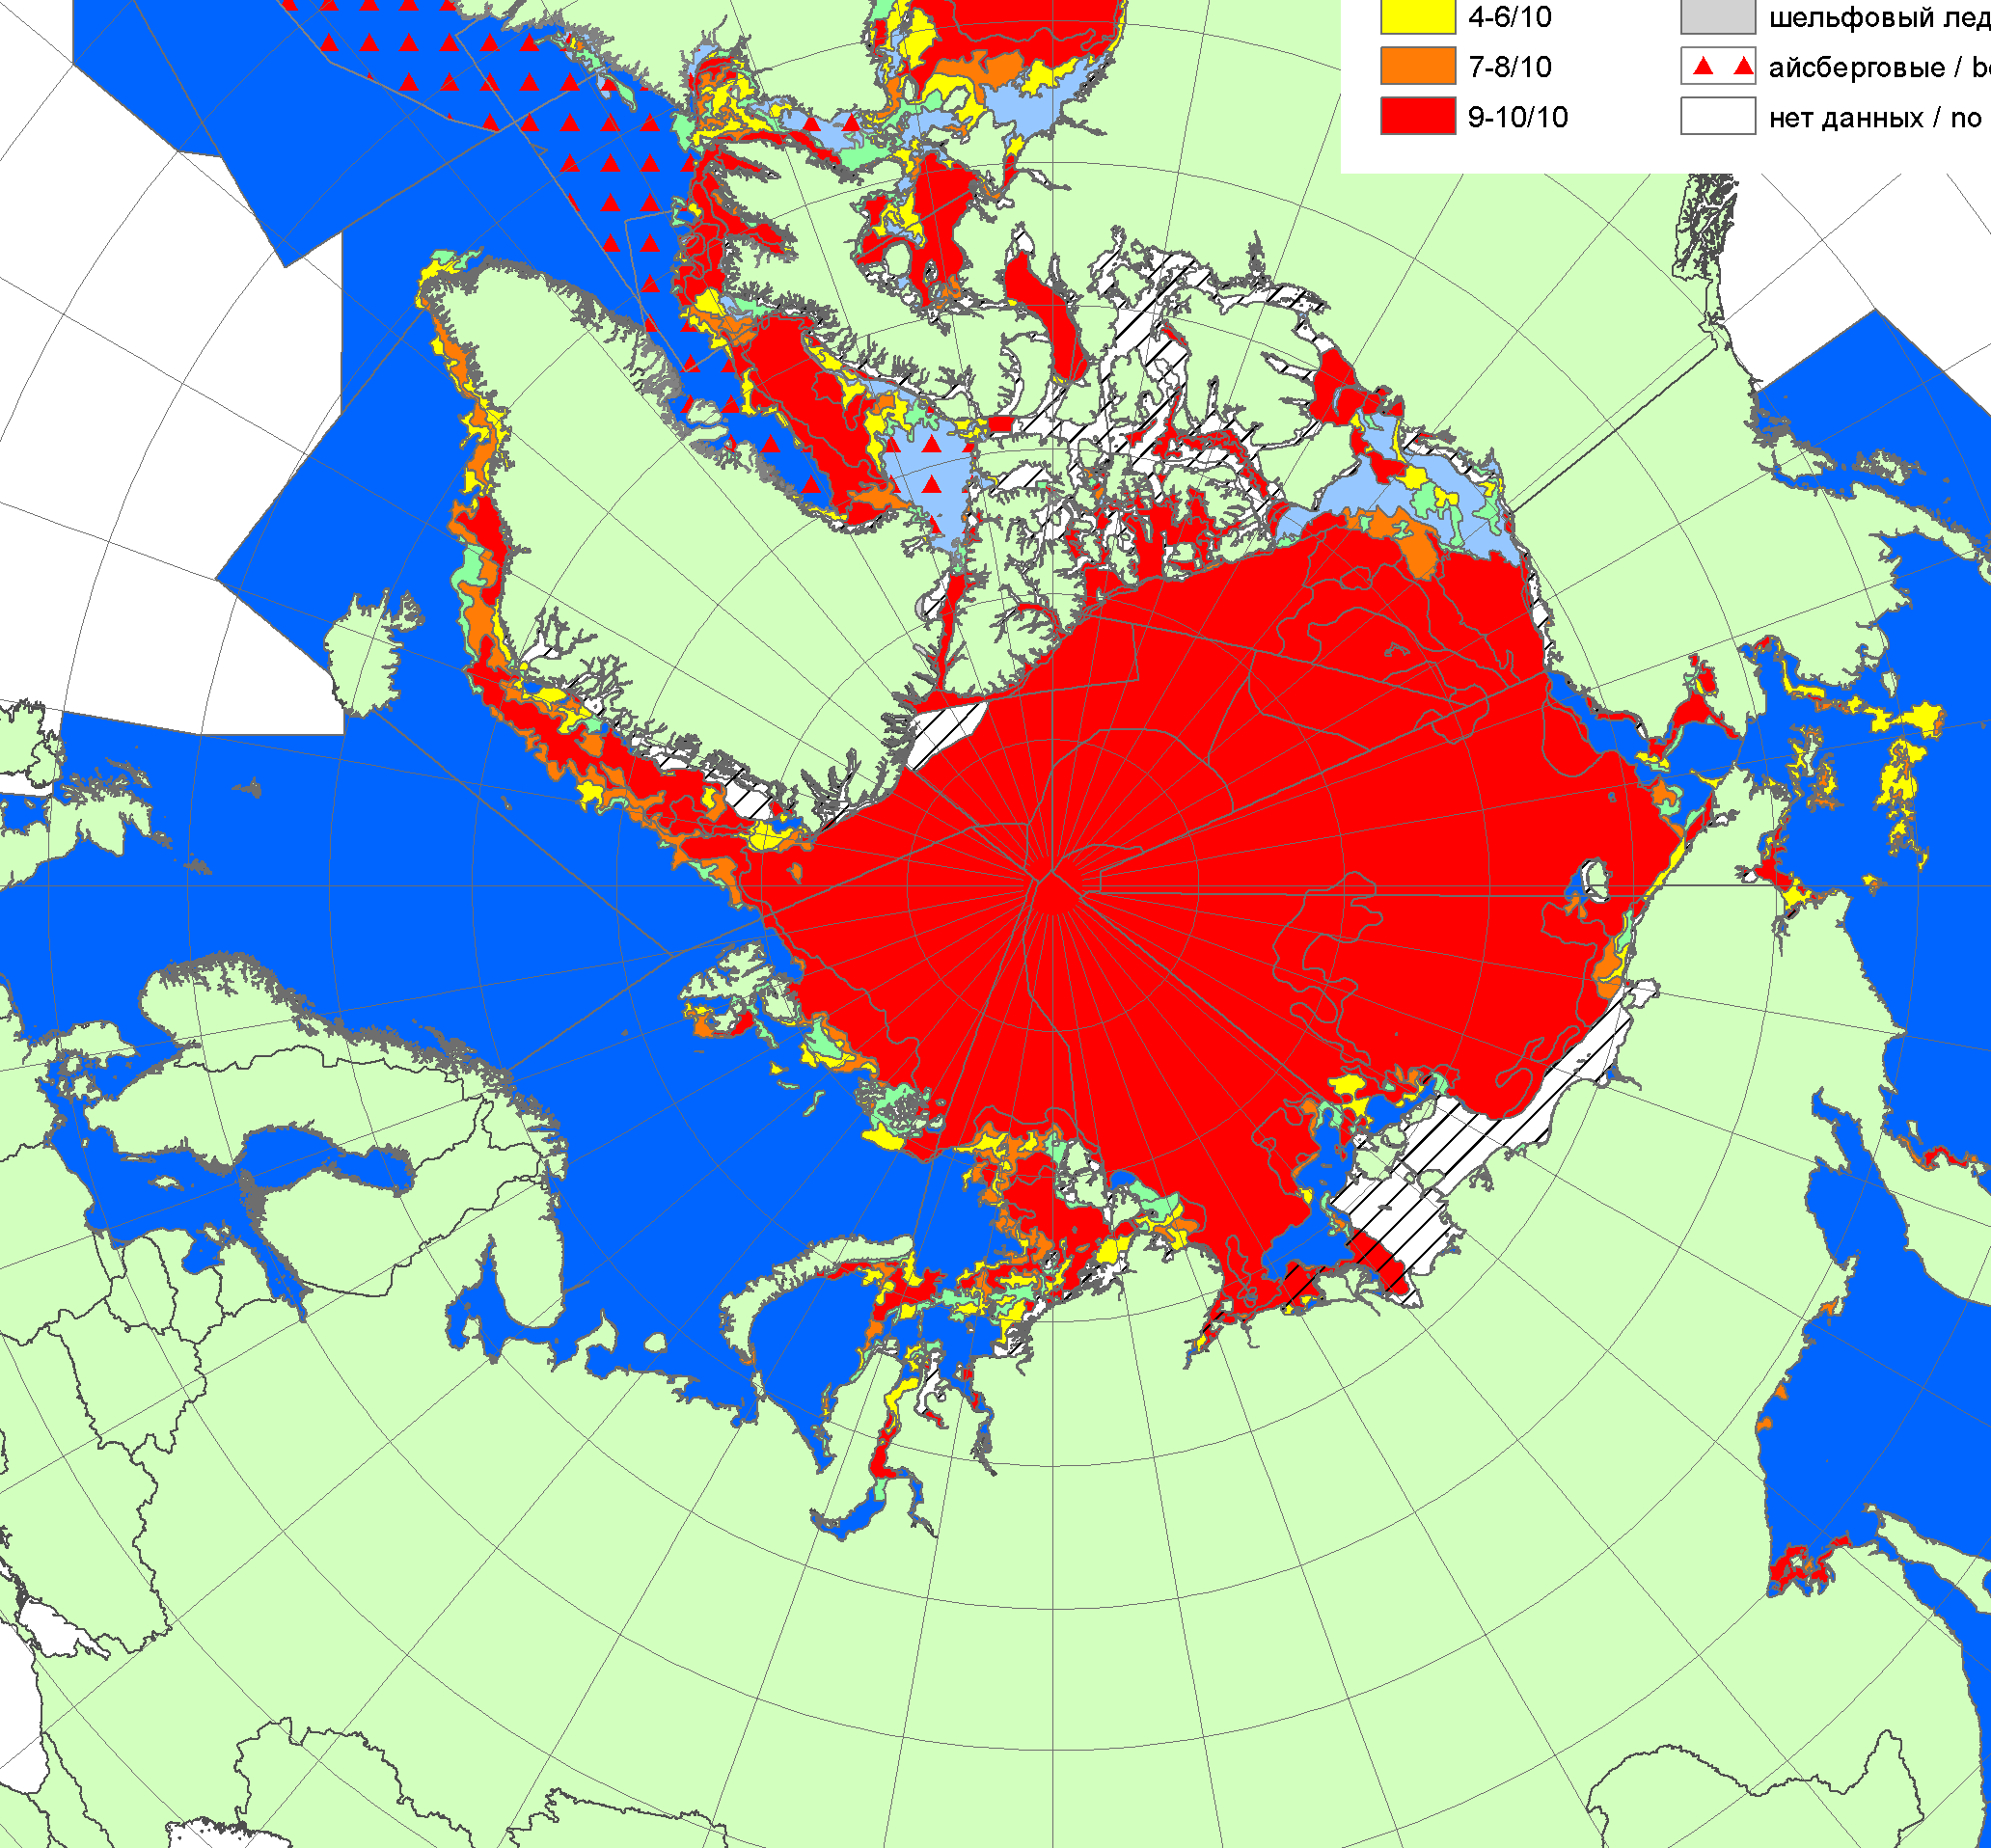 4-6/10
шельфовый лед
7-8/10
айсберговые /
9-10/10
нет данных / no